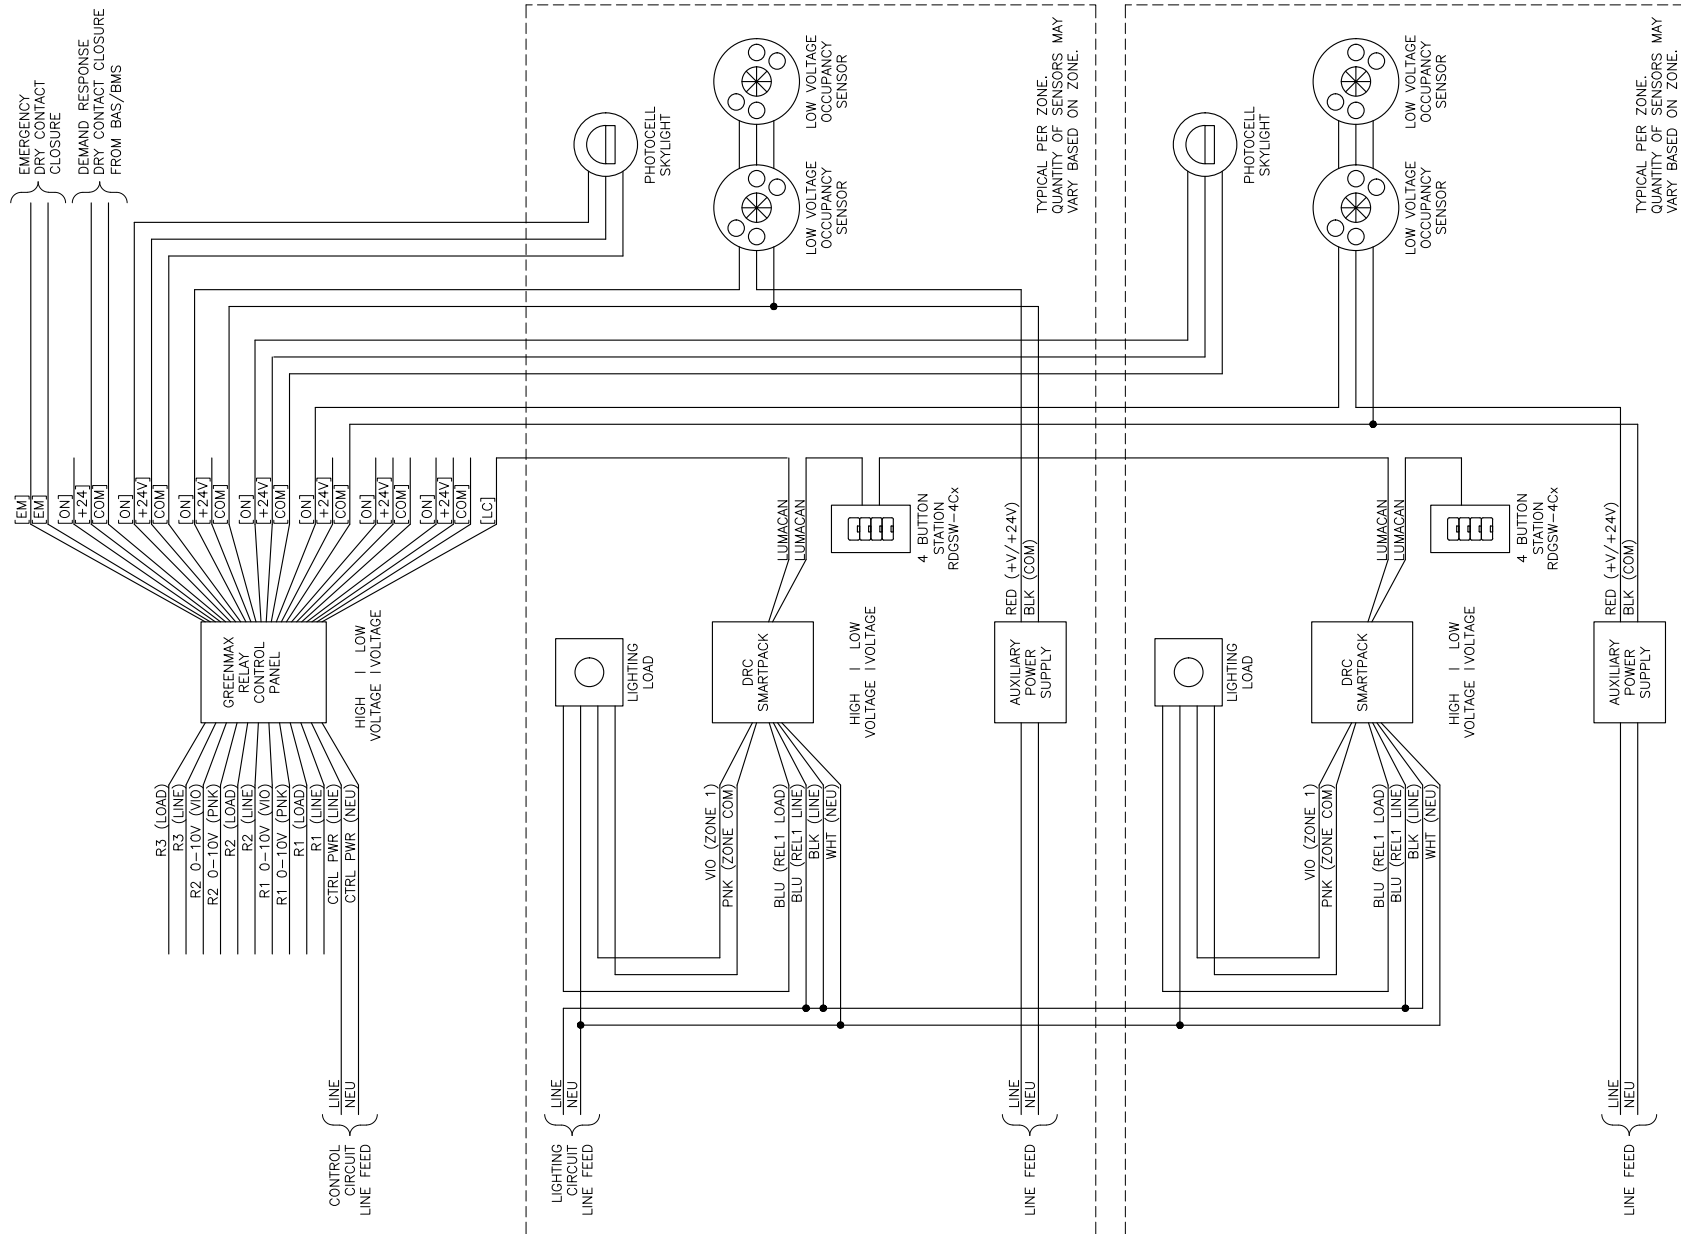 EMERGENCY
DRY CONTACT
CLOSURE
DEMAND RESPONSE
DRY CONTACT CLOSURE
FROM BAS/BMS
[EM]
[EM]
[ON]
[+24]
[COM]
[ON]
[+24V]
[COM]
[ON]
[+24V]
[COM]
[ON]
[+24V]
[COM]
[ON]
[+24V]
[COM]
[ON]
[+24V]
[COM]
[ON]
[+24V]
[COM]
[LC]
GREENMAX
RELAY
CONTROL
PANEL
HIGH | LOW
VOLTAGE | VOLTAGE
R3 (LOAD)
R3 (LINE)
R2 0-10V (VIO)
R2 0-10V (PNK)
R2 (LOAD)
R2 (LINE)
R1 0-10V (VIO)
R1 0-10V (PNK)
R1 (LOAD)
R1 (LINE)
CTRL PWR (LINE)
CTRL PWR (NEU)
LINE
NEU
CONTROL
CIRCUIT
LINE FEED
PHOTOCELL
SKYLIGHT
LOW VOLTAGE
OCCUPANCY
SENSOR
LOW VOLTAGE
OCCUPANCY
SENSOR
TYPICAL PER ZONE.
QUANTITY OF SENSORS MAY
VARY BASED ON ZONE.
LUMACAN
LUMACAN
4 BUTTON
STATION
RDGSW-4Cx
RED (+V/+24V)
BLK (COM)
LIGHTING
LOAD
DRC
SMARTPACK
HIGH | LOW
VOLTAGE | VOLTAGE
AUXILIARY
POWER
SUPPLY
VIO (ZONE 1)
PNK (ZONE COM)
BLU (REL1 LOAD)
BLU (REL1 LINE)
BLK (LINE)
WHT (NEU)
LINE
NEU
LIGHTING
CIRCUIT
LINE FEED
LINE
NEU
LINE FEED
PHOTOCELL
SKYLIGHT
LOW VOLTAGE
OCCUPANCY
SENSOR
LOW VOLTAGE
OCCUPANCY
SENSOR
TYPICAL PER ZONE.
QUANTITY OF SENSORS MAY
VARY BASED ON ZONE.
LUMACAN
LUMACAN
4 BUTTON
STATION
RDGSW-4Cx
RED (+V/+24V)
BLK (COM)
LIGHTING
LOAD
DRC
SMARTPACK
HIGH | LOW
VOLTAGE | VOLTAGE
AUXILIARY
POWER
SUPPLY
VIO (ZONE 1)
PNK (ZONE COM)
BLU (REL1 LOAD)
BLU (REL1 LINE)
BLK (LINE)
WHT (NEU)
LINE
NEU
LINE FEED